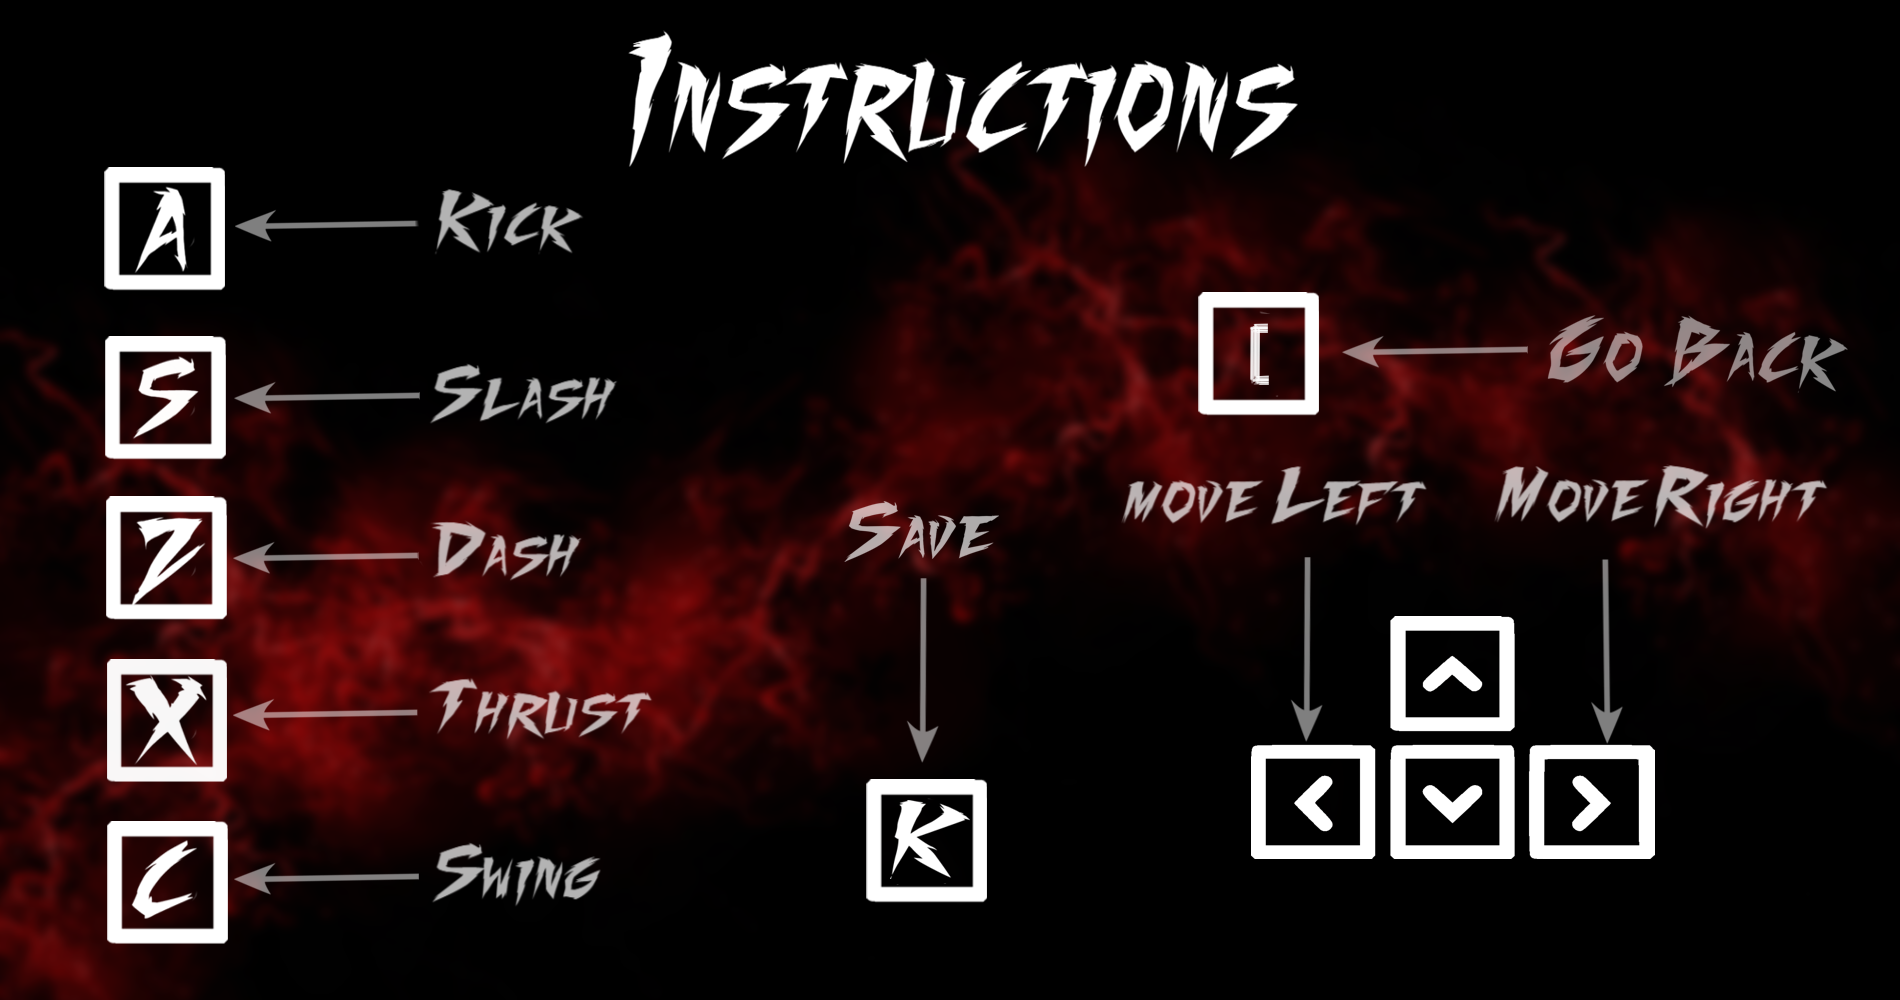 Instructions
A Kick
S Slash
Z Dash
X Thrust
C Swing
Save
K
[ Go Back
move Left
Move Right